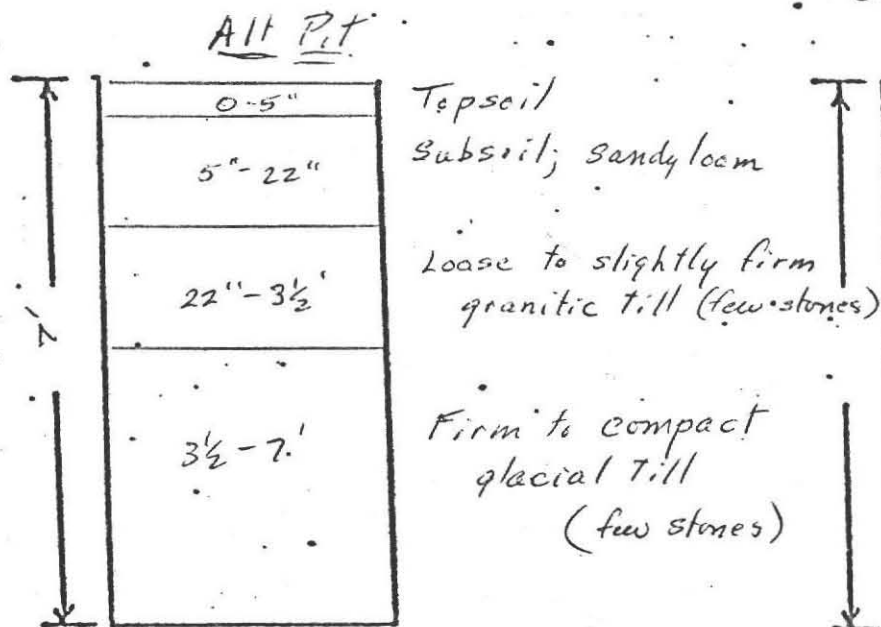 Alt Pit
0-5" Topsoil
5"-22" Subsoil; sandy loam
22"-3½' Loose to slightly firm
granitic till (few stones)
7'
3½-7' Firm to compact
glacial Till
(few stones)